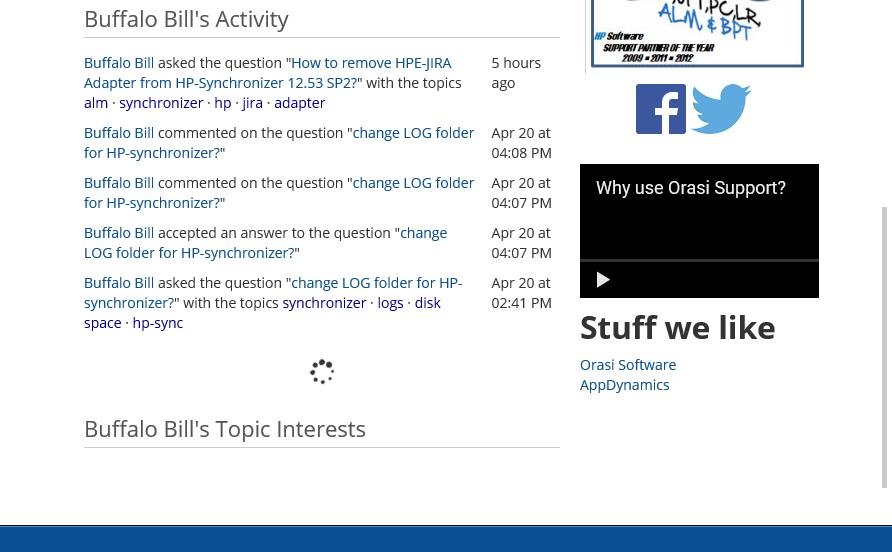 Buffalo Bill's Activity
Buffalo Bill asked the question "How to remove HPE-JIRA
Adapter from HP-Synchronizer 12.53 SP2?" with the topics
alm · synchronizer · hp · jira · adapter
5 hours
ago
Buffalo Bill commented on the question "change LOG folder
for HP-synchronizer?"
Apr 20 at
04:08 PM
Buffalo Bill commented on the question "change LOG folder
for HP-synchronizer?"
Apr 20 at
04:07 PM
Buffalo Bill accepted an answer to the question "change
LOG folder for HP-synchronizer?"
Apr 20 at
04:07 PM
Buffalo Bill asked the question "change LOG folder for HP-
synchronizer?" with the topics synchronizer · logs · disk
space · hp-sync
Apr 20 at
02:41 PM
Buffalo Bill's Topic Interests
ALM & BPT
HP Software
SUPPORT PARTNER OF THE YEAR
2009 ▪ 2011 ▪ 2012
Why use Orasi Support?
Stuff we like
Orasi Software
AppDynamics